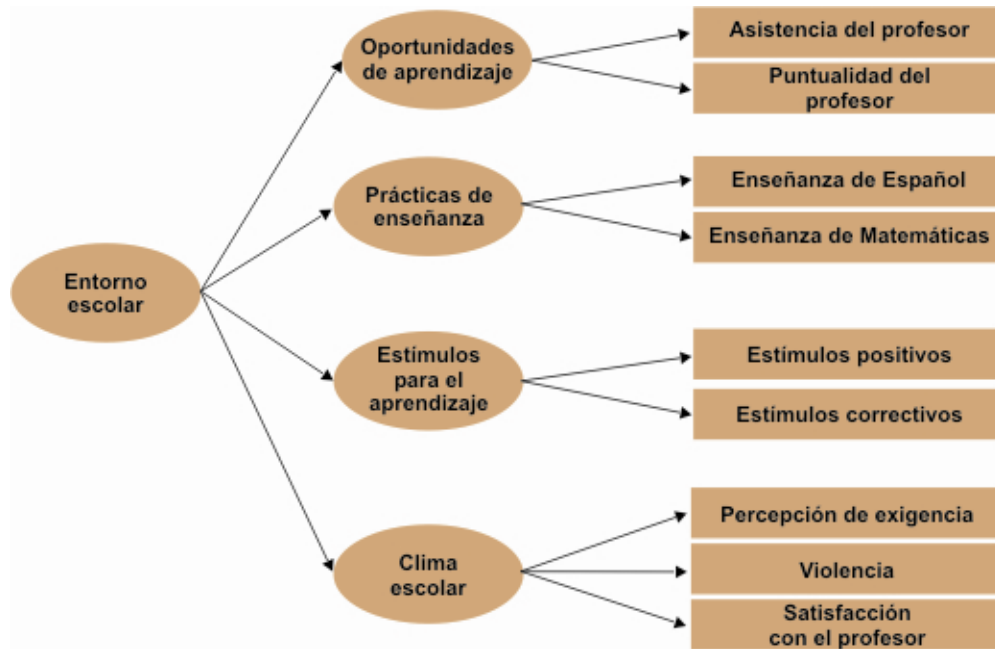 Entorno
escolar
Oportunidades
de aprendizaje
Asistencia del profesor
Puntualidad del
profesor
Prácticas de
enseñanza
Enseñanza de Español
Enseñanza de Matemáticas
Estímulos
para el
aprendizaje
Estímulos positivos
Estímulos correctivos
Clima
escolar
Percepción de exigencia
Violencia
Satisfacción
con el profesor